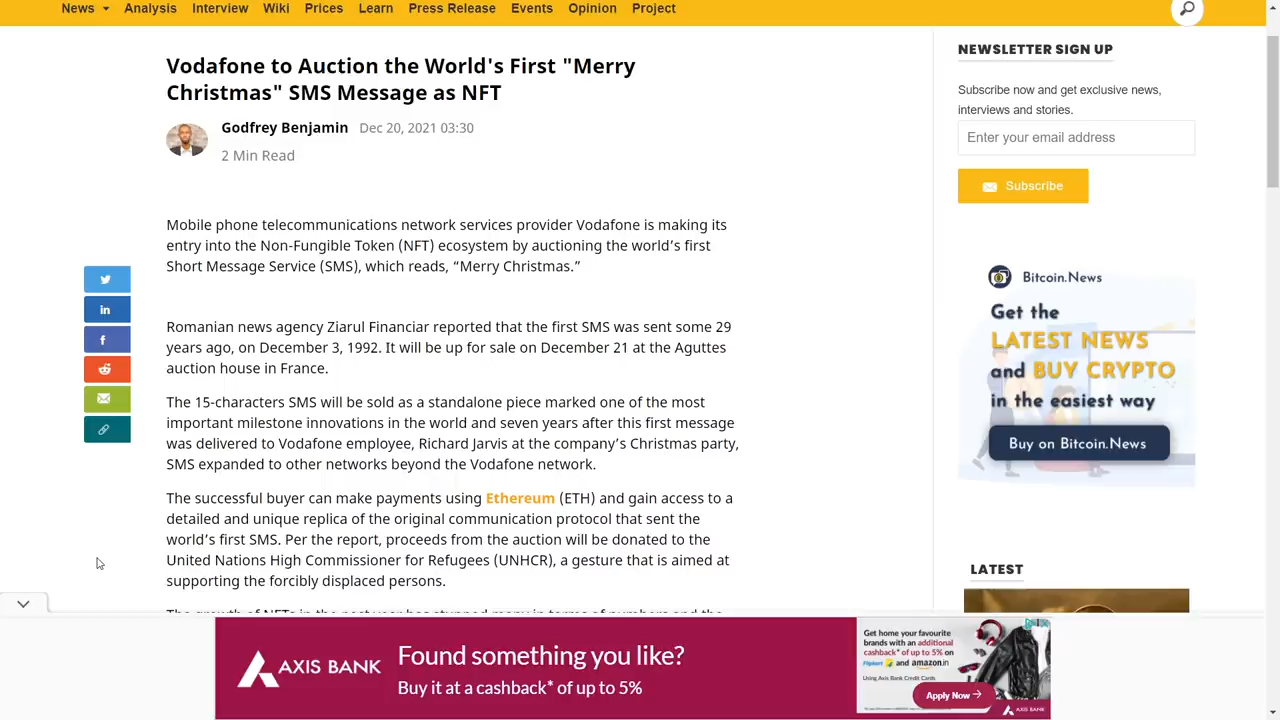 News Analysis Interview Wiki Prices Learn Press Release Events Opinion Project
Vodafone to Auction the World's First "Merry
Christmas" SMS Message as NFT
Godfrey Benjamin Dec 20, 2021 03:30
2 Min Read
Mobile phone telecommunications network services provider Vodafone is making its
entry into the Non-Fungible Token (NFT) ecosystem by auctioning the world’s first
Short Message Service (SMS), which reads, “Merry Christmas.”
Romanian news agency Ziarul Financiar reported that the first SMS was sent some 29
years ago, on December 3, 1992. It will be up for sale on December 21 at the Aguttes
auction house in France.
The 15-characters SMS will be sold as a standalone piece marked one of the most
important milestone innovations in the world and seven years after this first message
was delivered to Vodafone employee, Richard Jarvis at the company’s Christmas party,
SMS expanded to other networks beyond the Vodafone network.
The successful buyer can make payments using Ethereum (ETH) and gain access to a
detailed and unique replica of the original communication protocol that sent the
world’s first SMS. Per the report, proceeds from the auction will be donated to the
United Nations High Commissioner for Refugees (UNHCR), a gesture that is aimed at
supporting the forcibly displaced persons.
NEWSLETTER SIGN UP
Subscribe now and get exclusive news,
interviews and stories.
Enter your email address
Subscribe
Bitcoin.News
Get the
LATEST NEWS
and BUY CRYPTO
in the easiest way
Buy on Bitcoin.News
LATEST
AXIS BANK
Found something you like?
Buy it at a cashback* of up to 5%
Get home your favourite
brands with an additional
cashback* of up to 5% on
Flipkart and amazon.in
Using Axis Bank Credit Cards
Apply Now
AXIS BANK